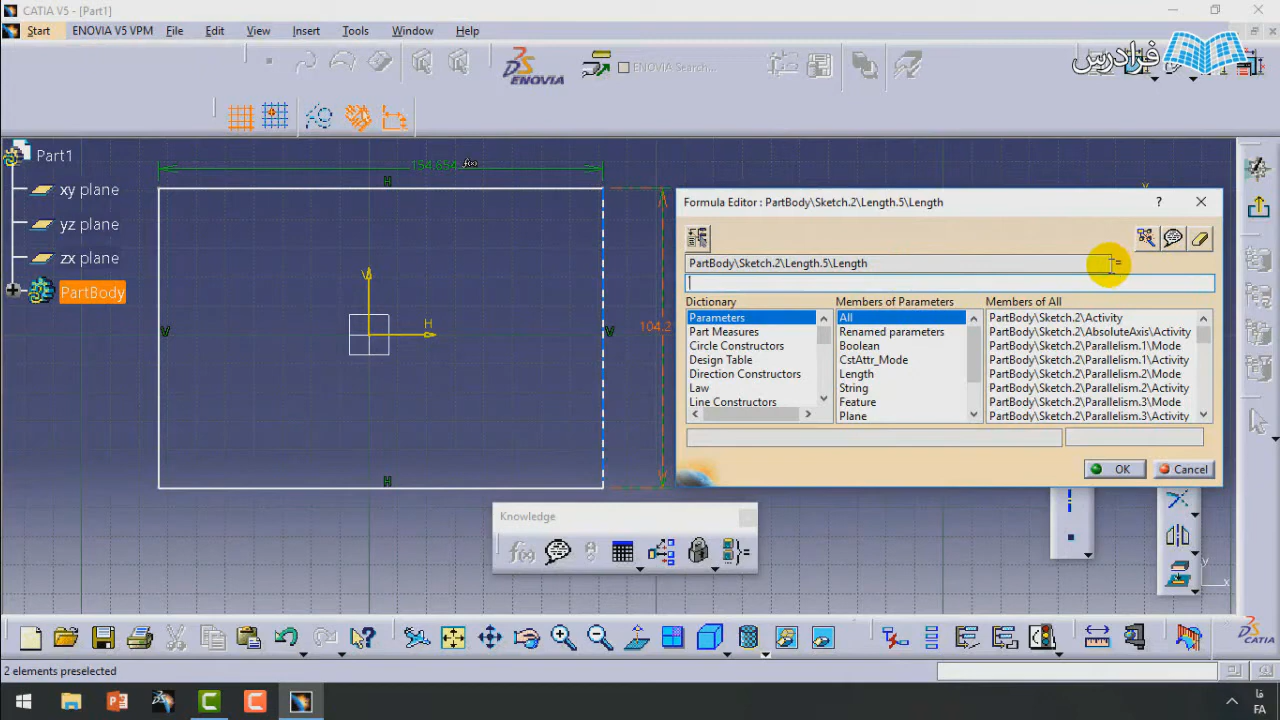 CATIA V5 - [Part1]
Start ENOVIA V5 VPM File Edit View Insert Tools Window Help
ENOVIA
ENOVIA Search...
فرادرس
Part1
xy plane
yz plane
zx plane
PartBody
154.654 f(x)
H
V
V
H
V
H
104.2
Formula Editor : PartBody\Sketch.2\Length.5\Length
?
PartBody\Sketch.2\Length.5\Length =
Dictionary Members of Parameters Members of All
Parameters All PartBody\Sketch.2\Activity
Part Measures Renamed parameters PartBody\Sketch.2\AbsoluteAxis\Activity
Circle Constructors Boolean PartBody\Sketch.2\Parallelism.1\Mode
Design Table CstAttr_Mode PartBody\Sketch.2\Parallelism.1\Activity
Direction Constructors Length PartBody\Sketch.2\Parallelism.2\Mode
Law String PartBody\Sketch.2\Parallelism.2\Activity
Line Constructors Feature PartBody\Sketch.2\Parallelism.3\Mode
Plane PartBody\Sketch.2\Parallelism.3\Activity
OK Cancel
Knowledge
f(x)
y
x
CATIA
2 elements preselected
فا
FA